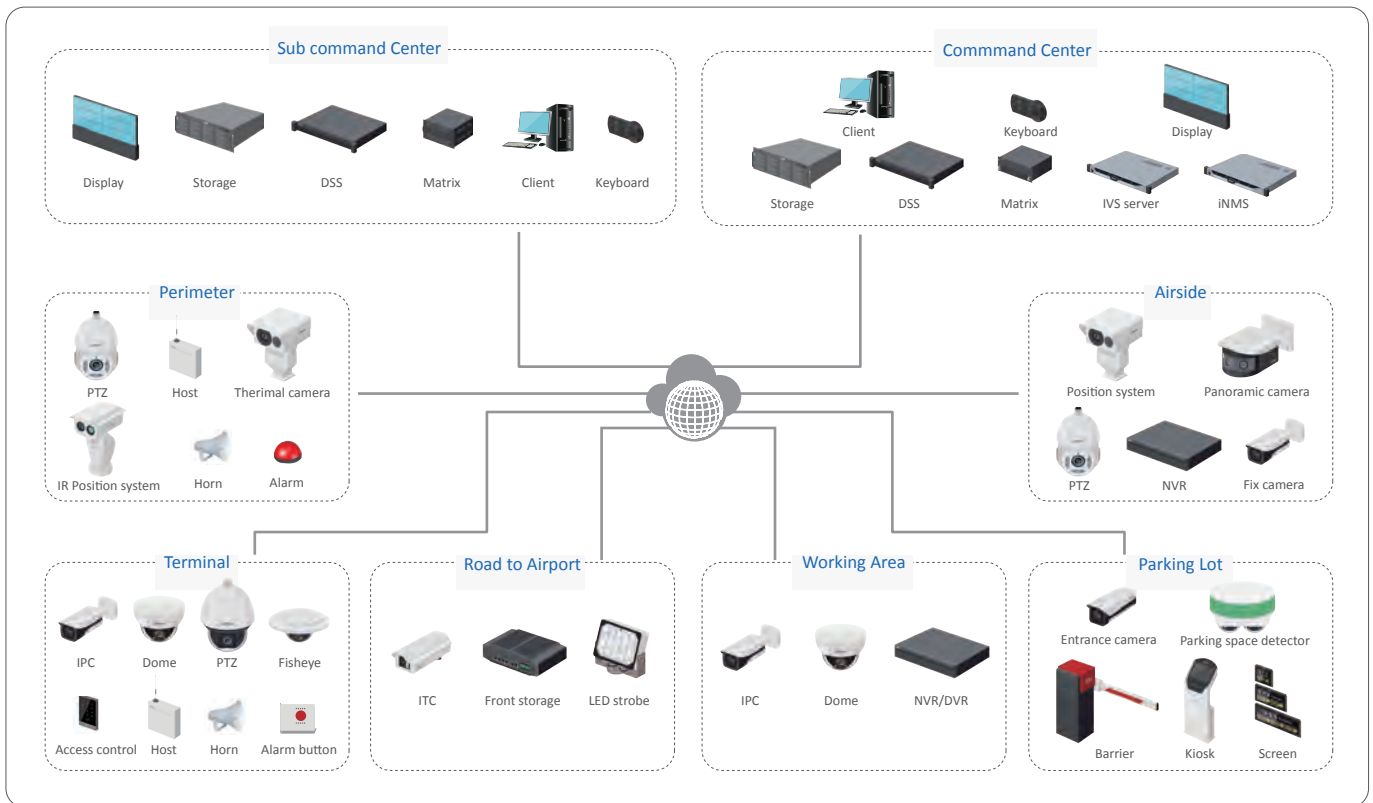 Sub command Center
Display
Storage
DSS
Matrix
Client
Keyboard
Commmand Center
Client
Keyboard
Display
Storage
DSS
Matrix
IVS server
iNMS
Perimeter
PTZ
Host
Thermal camera
IR Position system
Horn
Alarm
Airside
Position system
Panoramic camera
PTZ
NVR
Fix camera
Terminal
IPC
Dome
PTZ
Fisheye
Access control
Host
Horn
Alarm button
Road to Airport
ITC
Front storage
LED strobe
Working Area
IPC
Dome
NVR/DVR
Parking Lot
Entrance camera
Parking space detector
Barrier
Kiosk
Screen